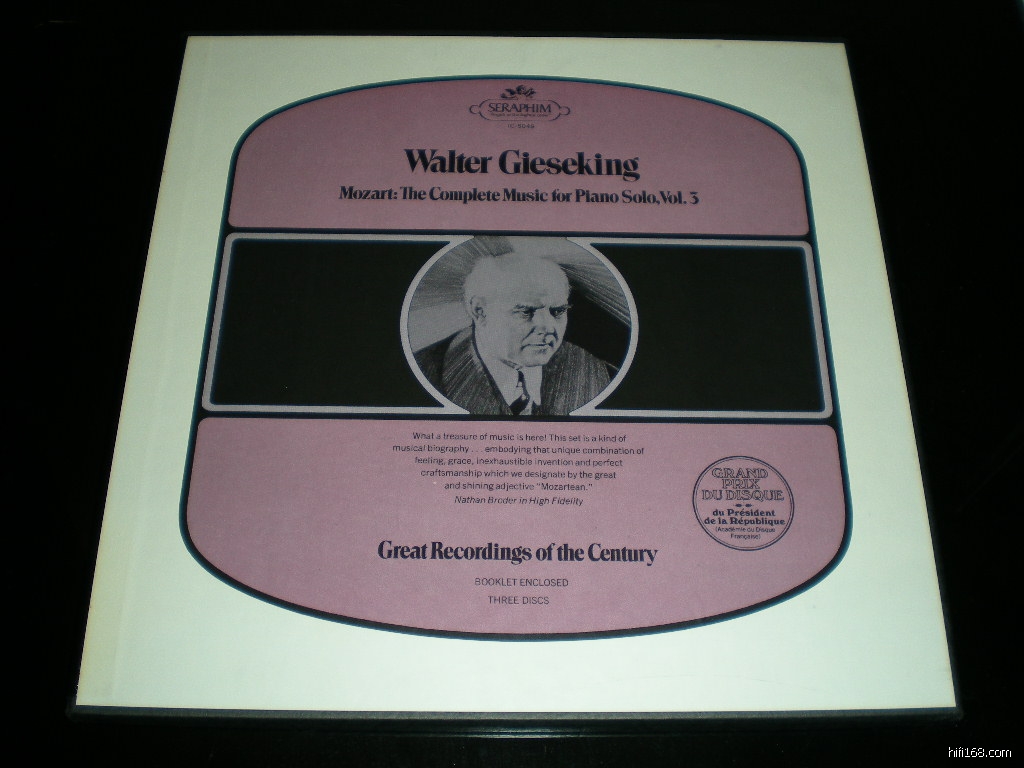 SERAPHIM
Walter Gieseking
Mozart: The Complete Music for Piano Solo, Vol. 3
What a treasure of music is here! This set is a kind of
musical biography . . . embodying that unique combination of
feeling, grace, inexhaustible invention and perfect
craftsmanship which we designate by the great
and shining adjective "Mozartean."
Nathan Broder in High Fidelity
GRAND
PRIX
DU DISQUE
du Président
de la République
(Académie du Disque
Française)
Great Recordings of the Century
BOOKLET ENCLOSED
THREE DISCS
hifi168.com